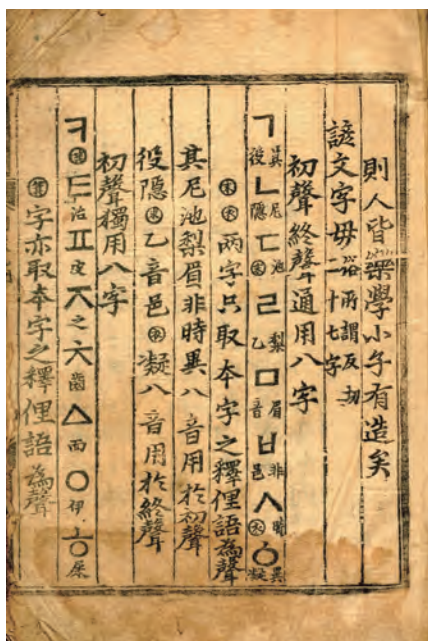 則人皆樂學小子有造矣
諺文字母俗所謂反切二十七字
初聲終聲通用八字
ㄱ其役ㄴ尼隱ㄷ池末ㄹ梨乙ㅁ眉音ㅂ非邑ㅅ時衣ㆁ異凝
末衣兩字只取本字之釋俚語為聲
其尼池梨眉非時異八音用於初聲
役隱末乙音邑衣凝八音用於終聲
初聲獨用八字
ㅋ箕ㅌ治ㅍ皮ㅈ之ㅊ齒ㅿ而ㅇ伊ㅎ屎
箕字亦取本字之釋俚語為聲